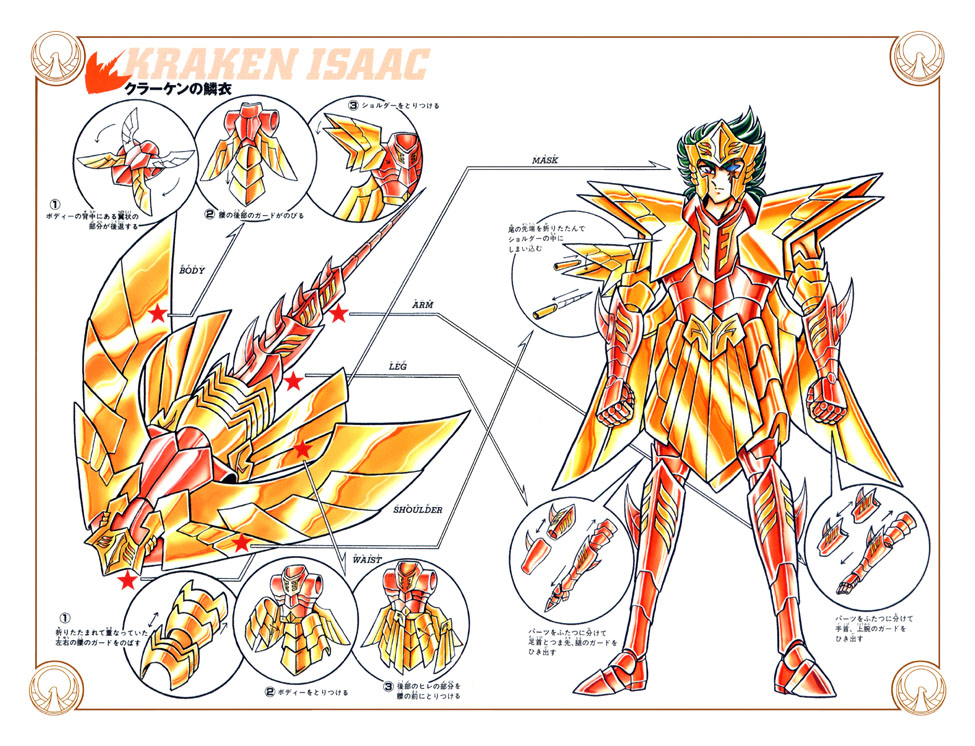 KRAKEN ISAAC
クラーケンの鱗衣
① ボディーの背中にある翼状の
部分が後退する
② 腰の後部のガードがのびる
③ ショルダーをとりつける
MASK
尾の先端を折りたたんで
ショルダーの中に
しまい込む
BODY
ARM
LEG
SHOULDER
WAIST
①
折りたたまれて重なっていた
左右の腰のガードをのばす
② ボディーをとりつける
③ 後部のヒレの部分を
腰の前にとりつける
パーツをふたつに分けて
足首とつま先、腿のガードを
ひき出す
パーツをふたつに分けて
手首、上腕のガードを
ひき出す